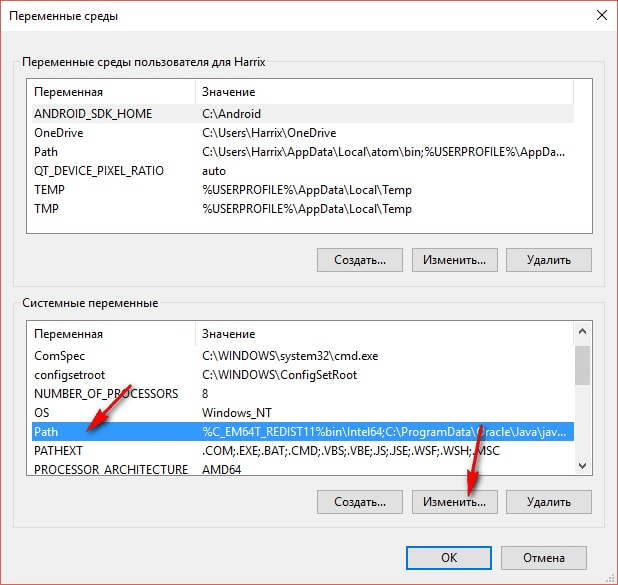 Переменные среды
Переменные среды пользователя для Harrix
Переменная Значение
ANDROID_SDK_HOME C:\Android
OneDrive C:\Users\Harrix\OneDrive
Path C:\Users\Harrix\AppData\Local\atom\bin;%USERPROFILE%\AppDa...
QT_DEVICE_PIXEL_RATIO auto
TEMP %USERPROFILE%\AppData\Local\Temp
TMP %USERPROFILE%\AppData\Local\Temp
Создать... Изменить... Удалить
Системные переменные
Переменная Значение
ComSpec C:\WINDOWS\system32\cmd.exe
configsetroot C:\WINDOWS\ConfigSetRoot
NUMBER_OF_PROCESSORS 8
OS Windows_NT
Path %C_EM64T_REDIST11%bin\Intel64;C:\ProgramData\Oracle\Java\jav...
PATHEXT .COM;.EXE;.BAT;.CMD;.VBS;.VBE;.JS;.JSE;.WSF;.WSH;.MSC
PROCESSOR_ARCHITECTURE AMD64
Создать... Изменить... Удалить
OK Отмена